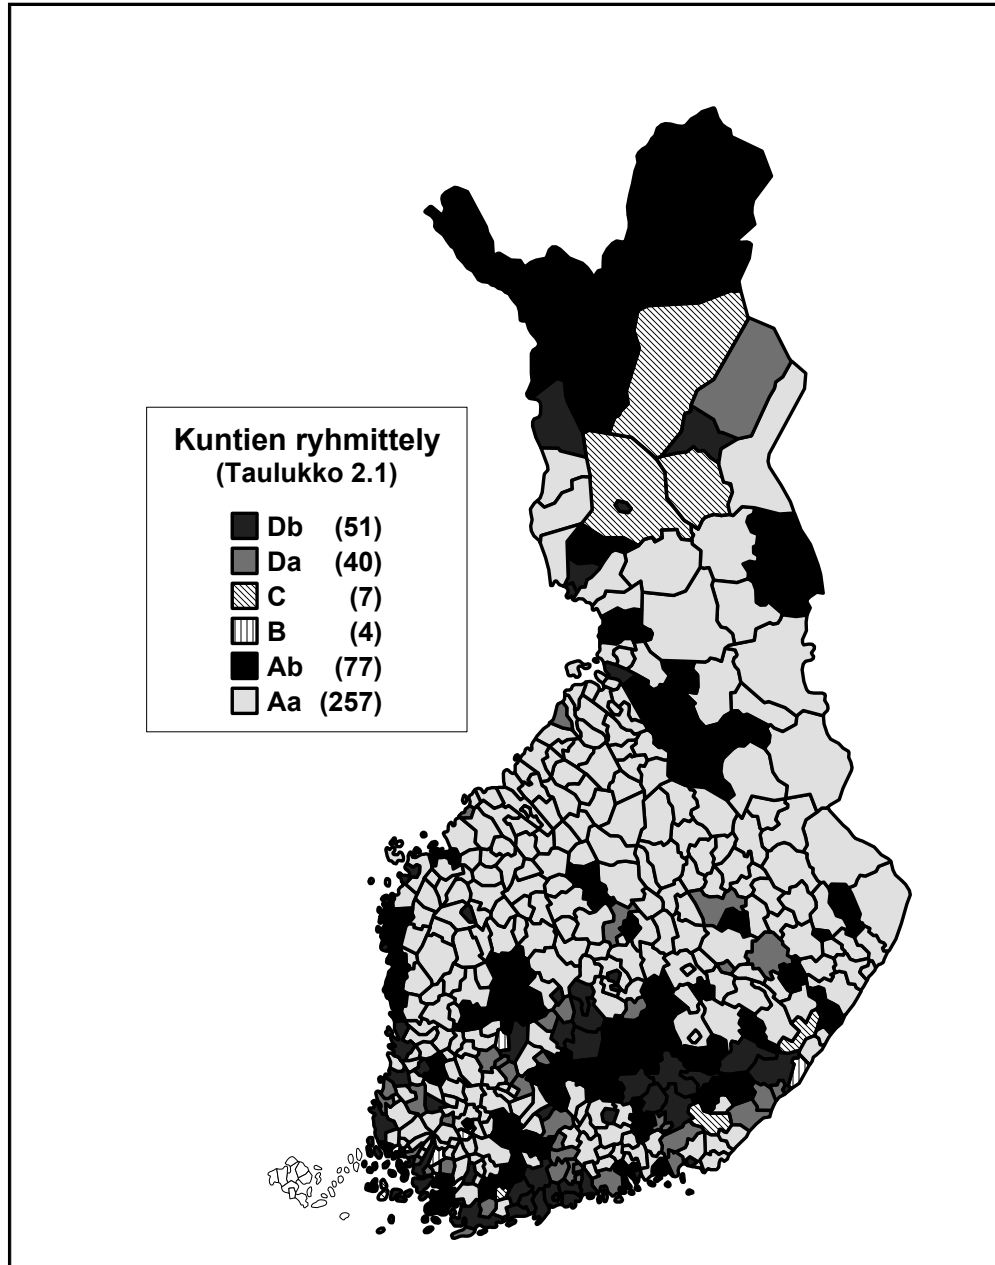 Kuntien ryhmittely
(Taulukko 2.1)
Db (51)
Da (40)
C (7)
B (4)
Ab (77)
Aa (257)